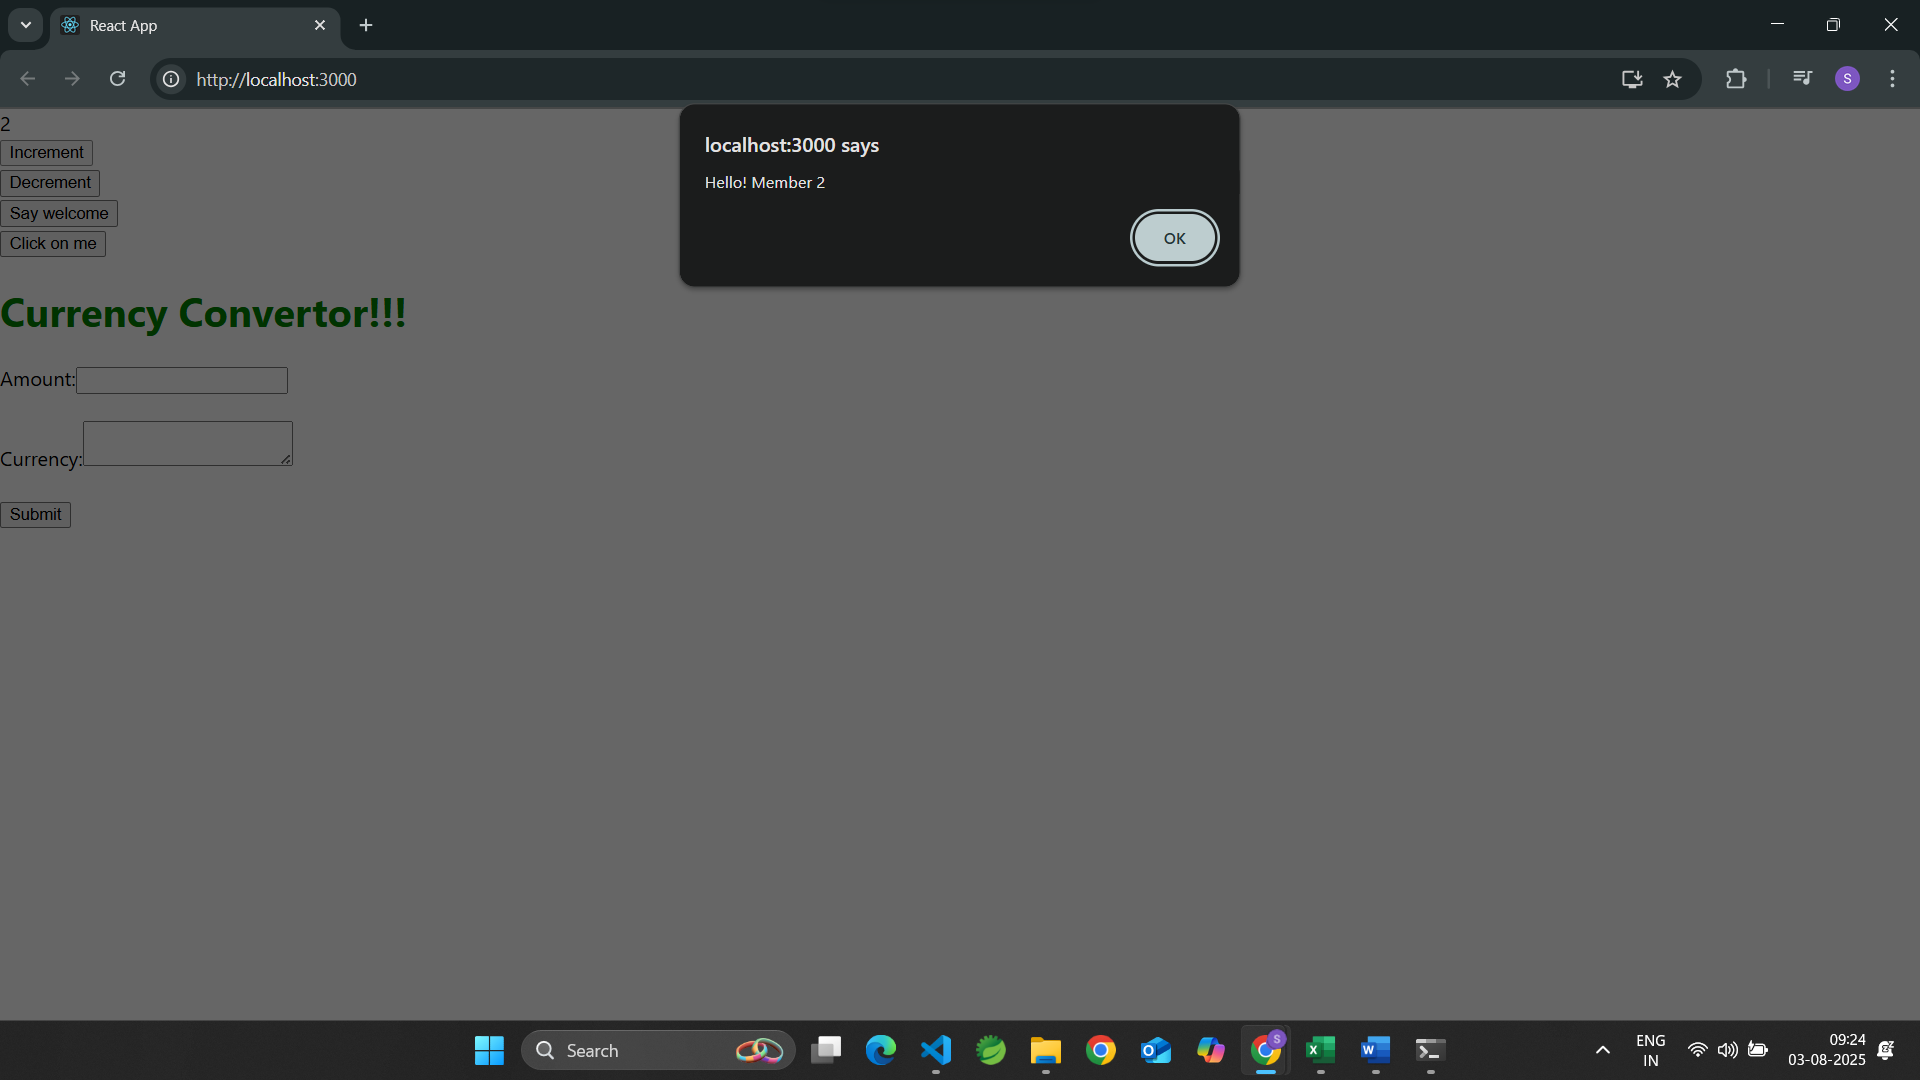 React App
http://localhost:3000
S
2
Increment
Decrement
Say welcome
Click on me
localhost:3000 says
Hello! Member 2
OK
Currency Convertor!!!
Amount:
Currency:
Submit
Search
S
ENG
IN
09:24
03-08-2025